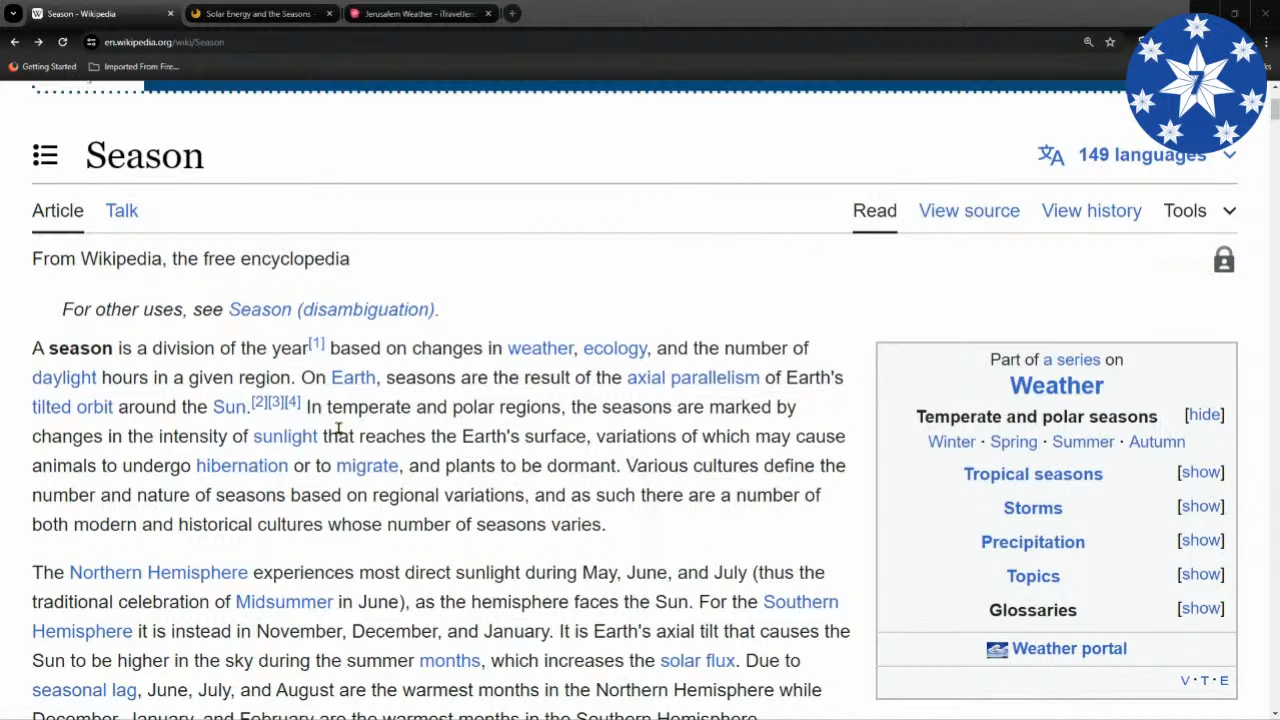 Season - Wikipedia
Solar Energy and the Seasons -
Jerusalem Weather - iTravelJer
en.wikipedia.org/wiki/Season
Getting Started
Imported From Fire...
7
Season
149 languages
Article
Talk
Read
View source
View history
Tools
From Wikipedia, the free encyclopedia
For other uses, see Season (disambiguation).
A season is a division of the year[1] based on changes in weather, ecology, and the number of
daylight hours in a given region. On Earth, seasons are the result of the axial parallelism of Earth's
tilted orbit around the Sun.[2][3][4] In temperate and polar regions, the seasons are marked by
changes in the intensity of sunlight that reaches the Earth's surface, variations of which may cause
animals to undergo hibernation or to migrate, and plants to be dormant. Various cultures define the
number and nature of seasons based on regional variations, and as such there are a number of
both modern and historical cultures whose number of seasons varies.
The Northern Hemisphere experiences most direct sunlight during May, June, and July (thus the
traditional celebration of Midsummer in June), as the hemisphere faces the Sun. For the Southern
Hemisphere it is instead in November, December, and January. It is Earth's axial tilt that causes the
Sun to be higher in the sky during the summer months, which increases the solar flux. Due to
seasonal lag, June, July, and August are the warmest months in the Northern Hemisphere while
December, January, and February are the warmest months in the Southern Hemisphere.
Part of a series on
Weather
Temperate and polar seasons [hide]
Winter · Spring · Summer · Autumn
Tropical seasons [show]
Storms [show]
Precipitation [show]
Topics [show]
Glossaries [show]
Weather portal
V · T · E